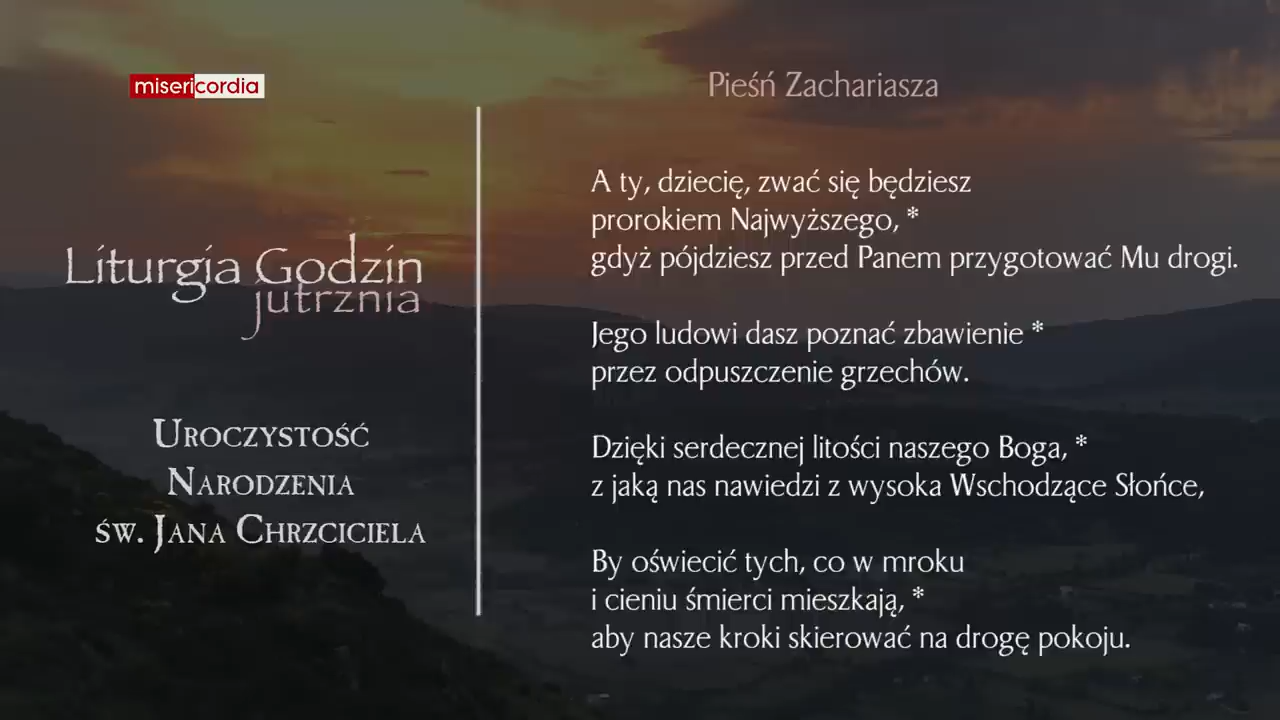 misericordia
Liturgia Godzin
jutrznia
Uroczystość
Narodzenia
św. Jana Chrzciciela
Pieśń Zachariasza
A ty, dziecię, zwać się będziesz
prorokiem Najwyższego, *
gdyż pójdziesz przed Panem przygotować Mu drogi.
Jego ludowi dasz poznać zbawienie *
przez odpuszczenie grzechów.
Dzięki serdecznej litości naszego Boga, *
z jaką nas nawiedzi z wysoka Wschodzące Słońce,
By oświecić tych, co w mroku
i cieniu śmierci mieszkają, *
aby nasze kroki skierować na drogę pokoju.